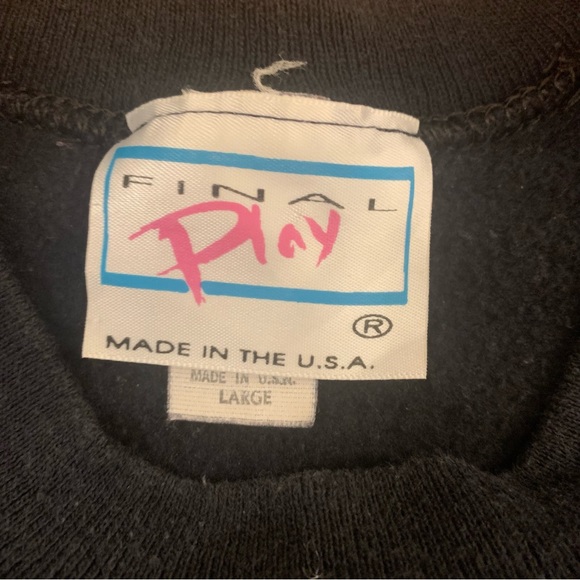 FINAL
Play
®
MADE IN THE U.S.A.
MADE IN U.S.A.
LARGE